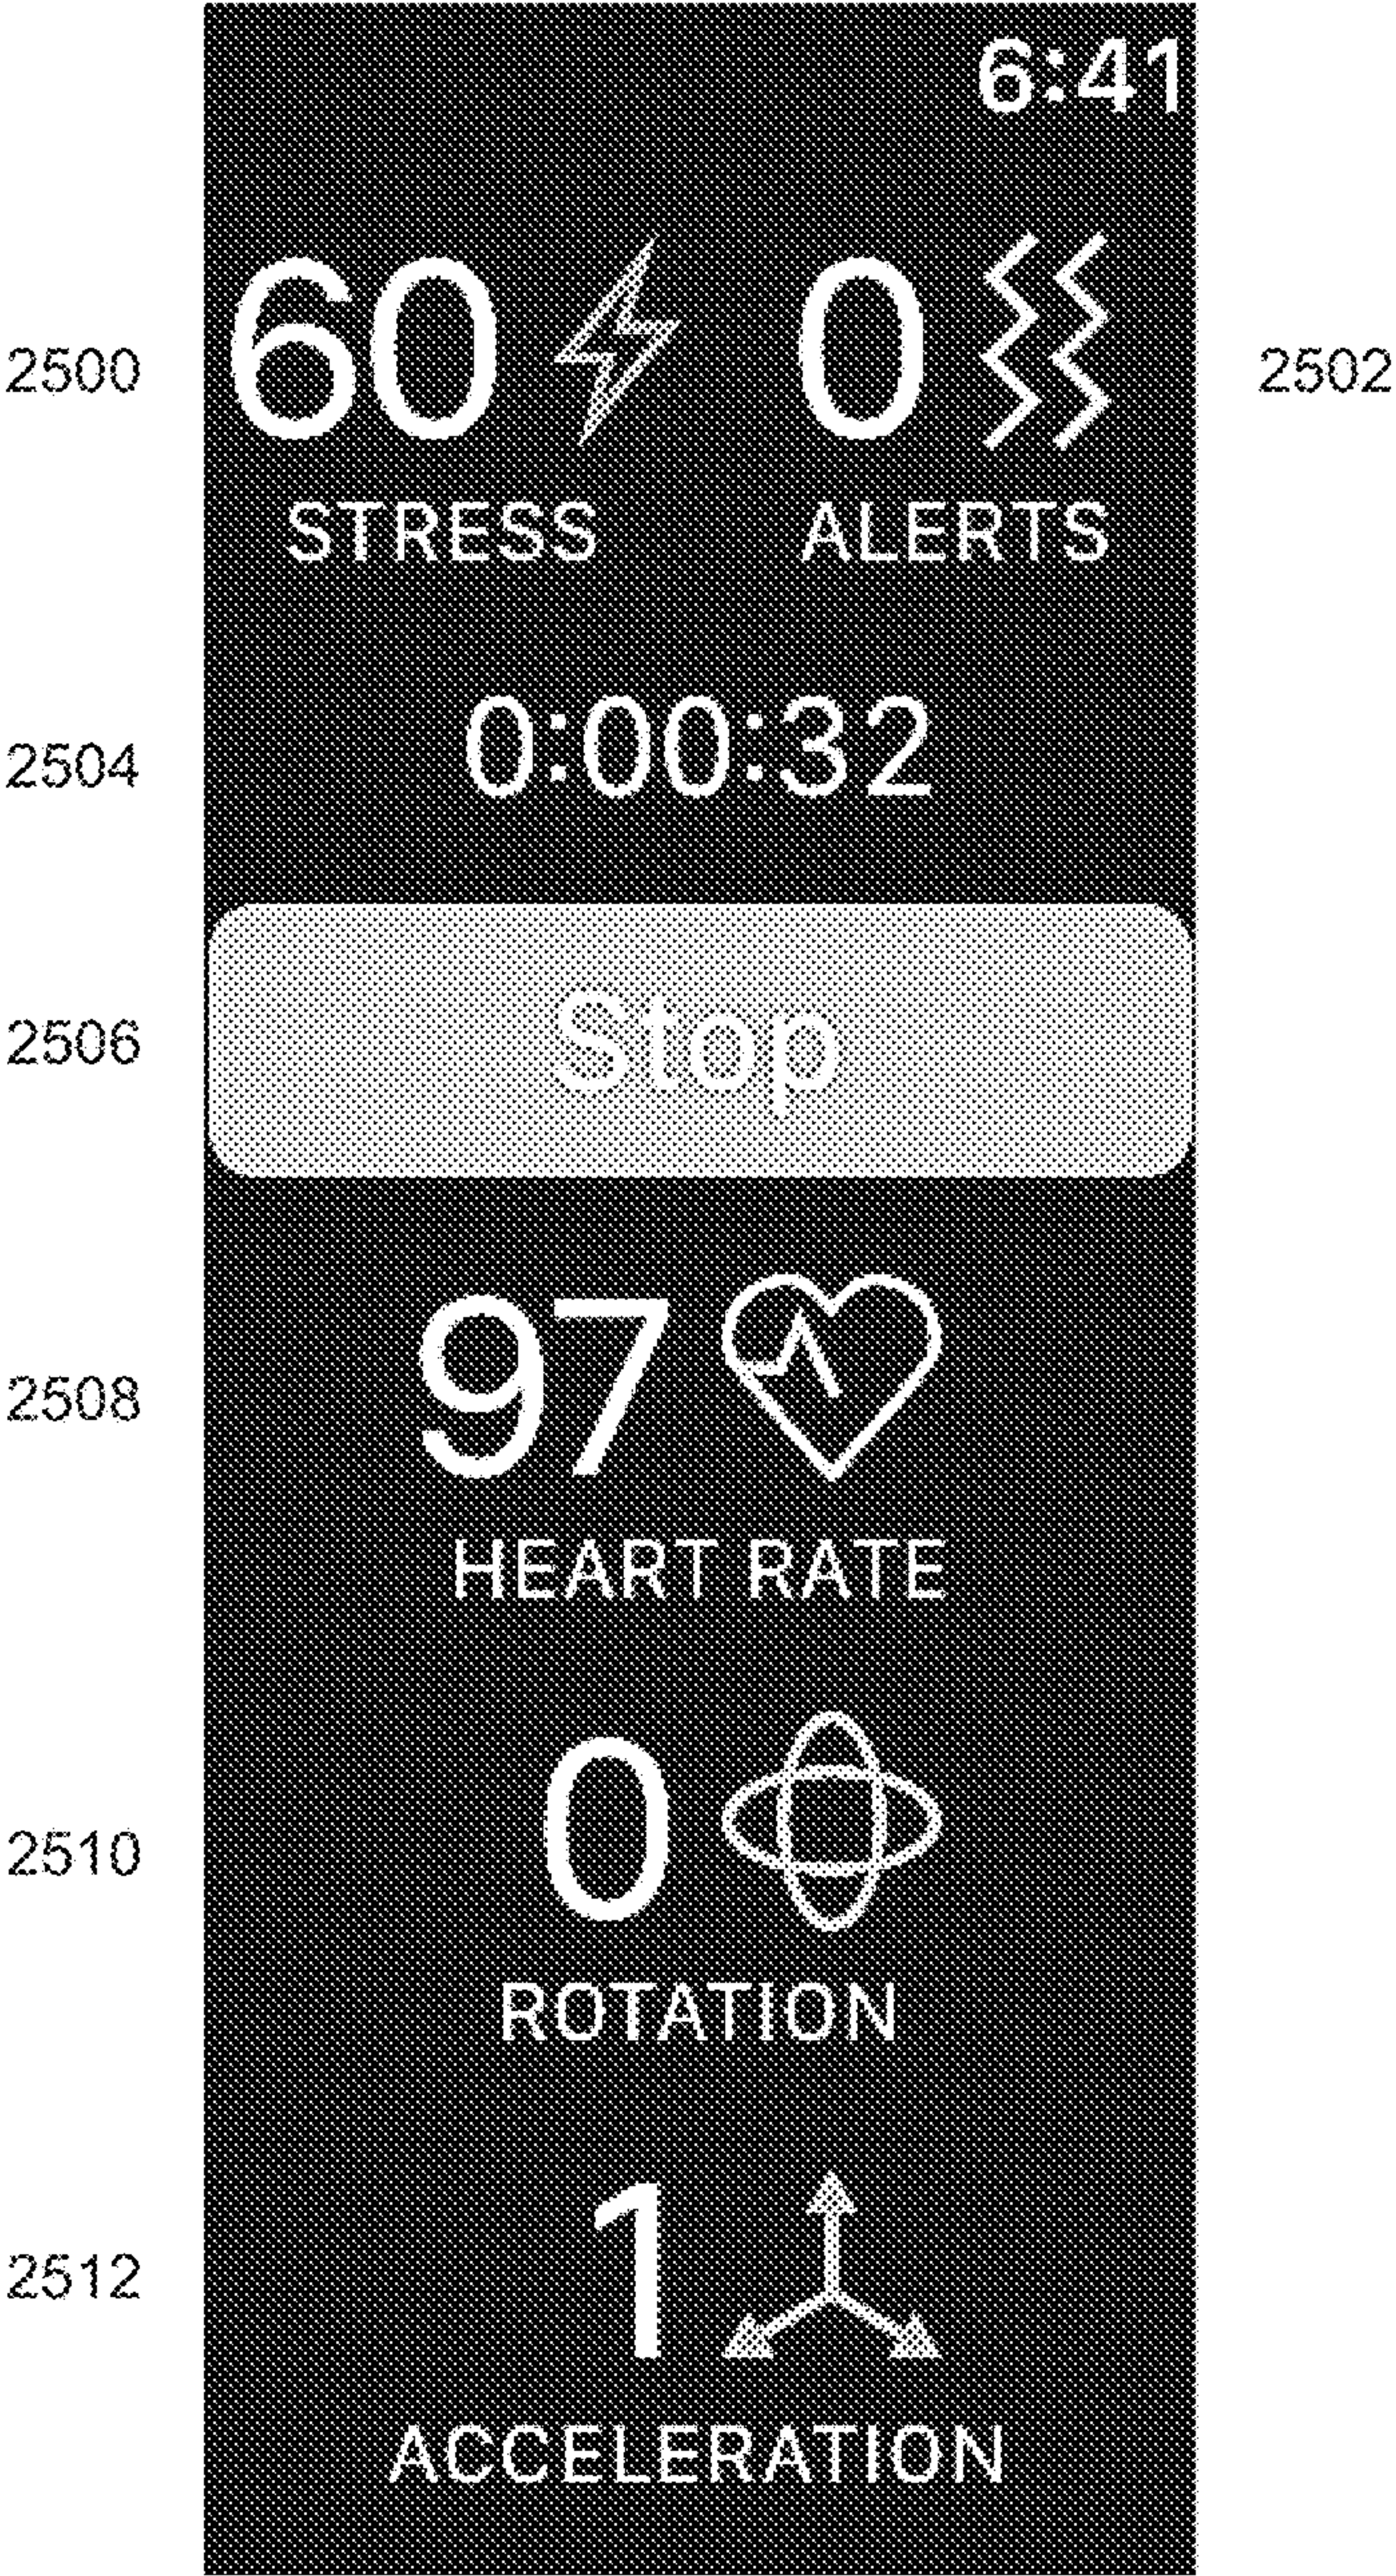 6:41
2500 60 0 2502
STRESS ALERTS
2504 0:00:32
2506 Stop
2508 97
HEART RATE
2510 0
ROTATION
2512 1
ACCELERATION